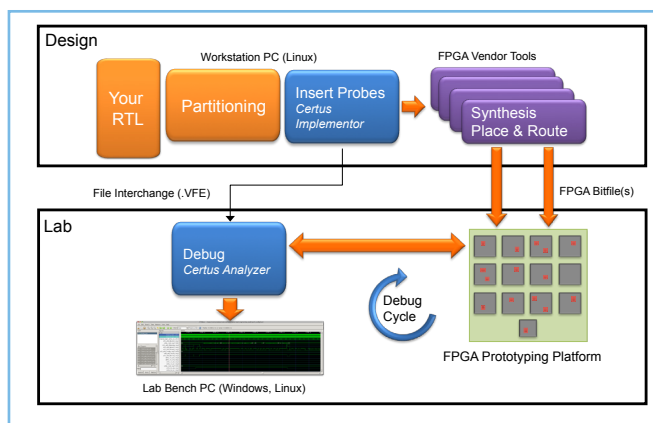 Design
Workstation PC (Linux)
FPGA Vendor Tools
Your
RTL
Partitioning
Insert Probes
Certus
Implementor
Synthesis
Place & Route
File Interchange (.VFE)
FPGA Bitfile(s)
Lab
Debug
Certus Analyzer
Debug
Cycle
FPGA Prototyping Platform
Lab Bench PC (Windows, Linux)